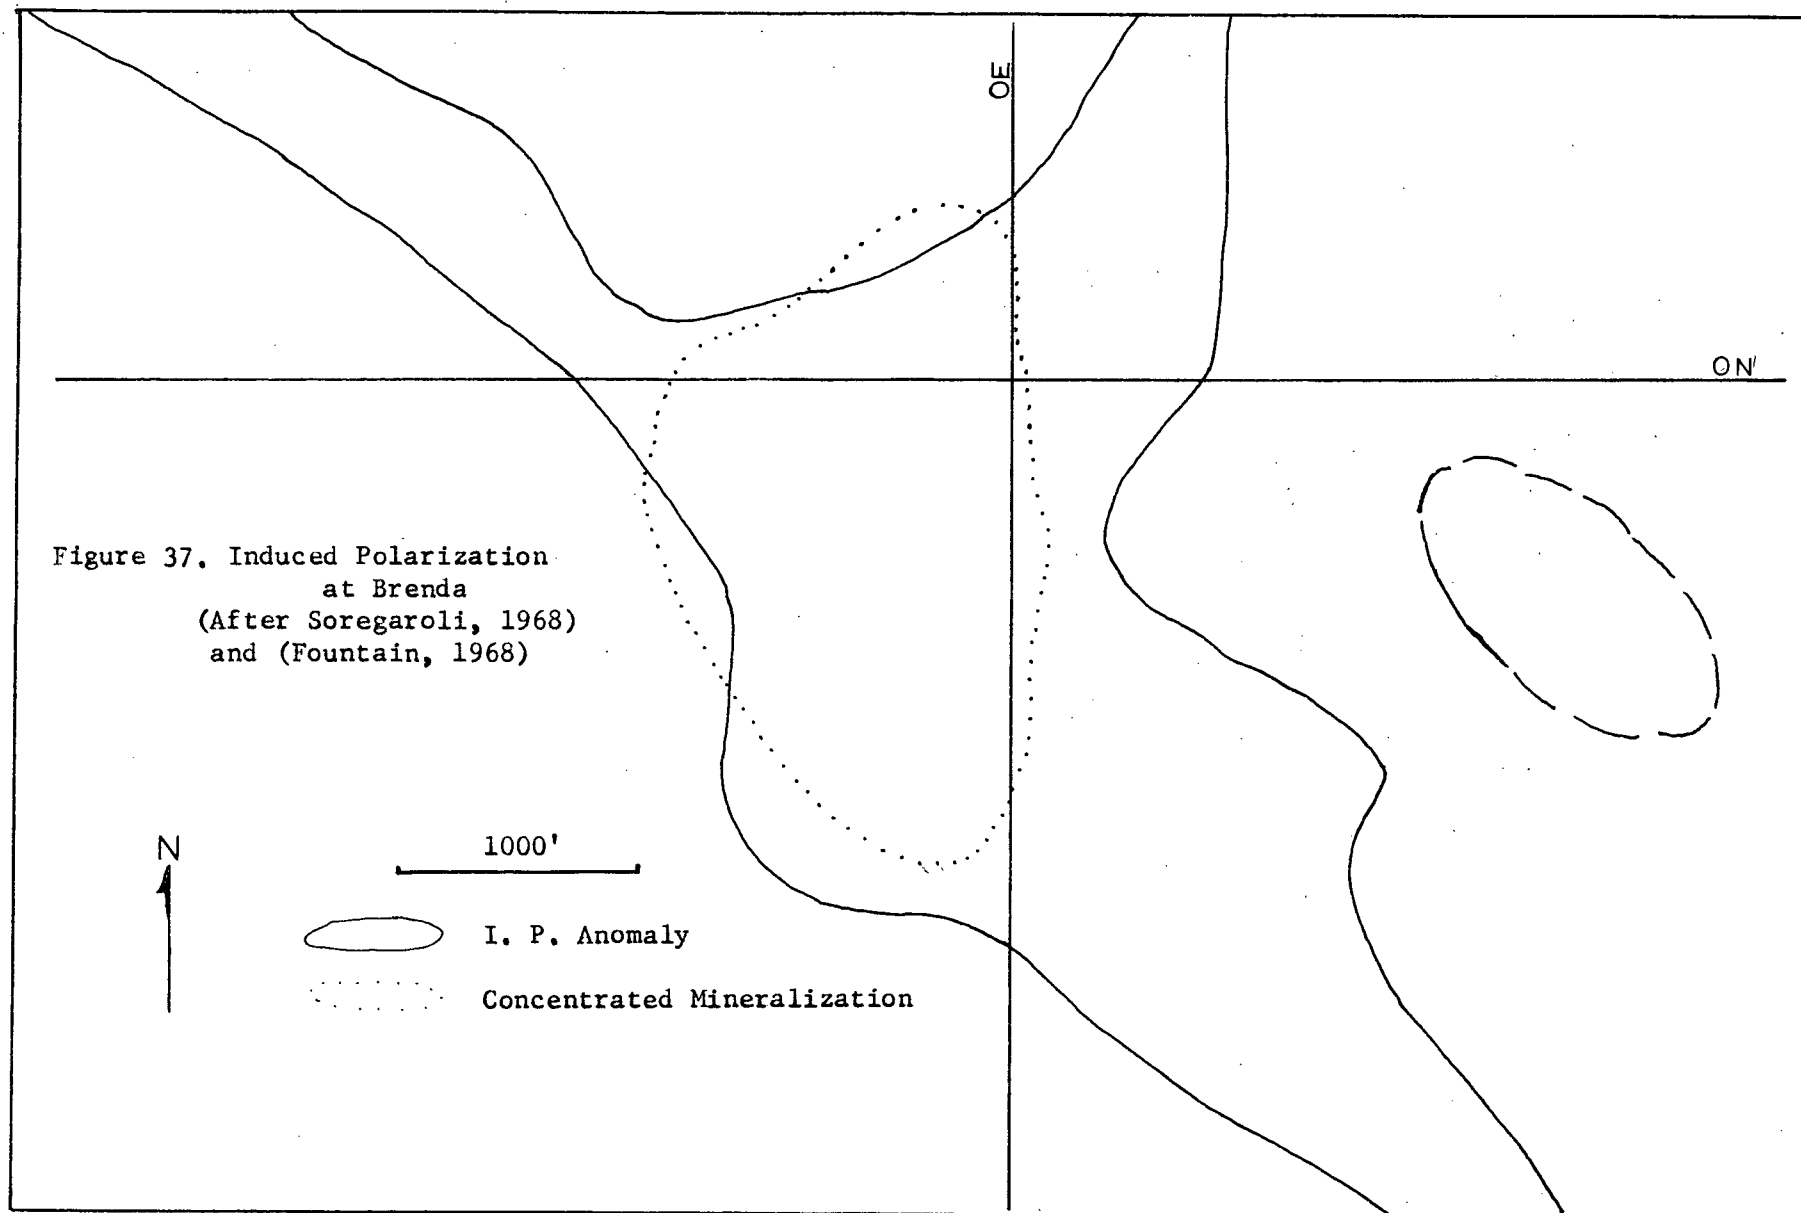 OE
ON
Figure 37. Induced Polarization
at Brenda
(After Soregaroli, 1968)
and (Fountain, 1968)
N
1000'
I. P. Anomaly
Concentrated Mineralization